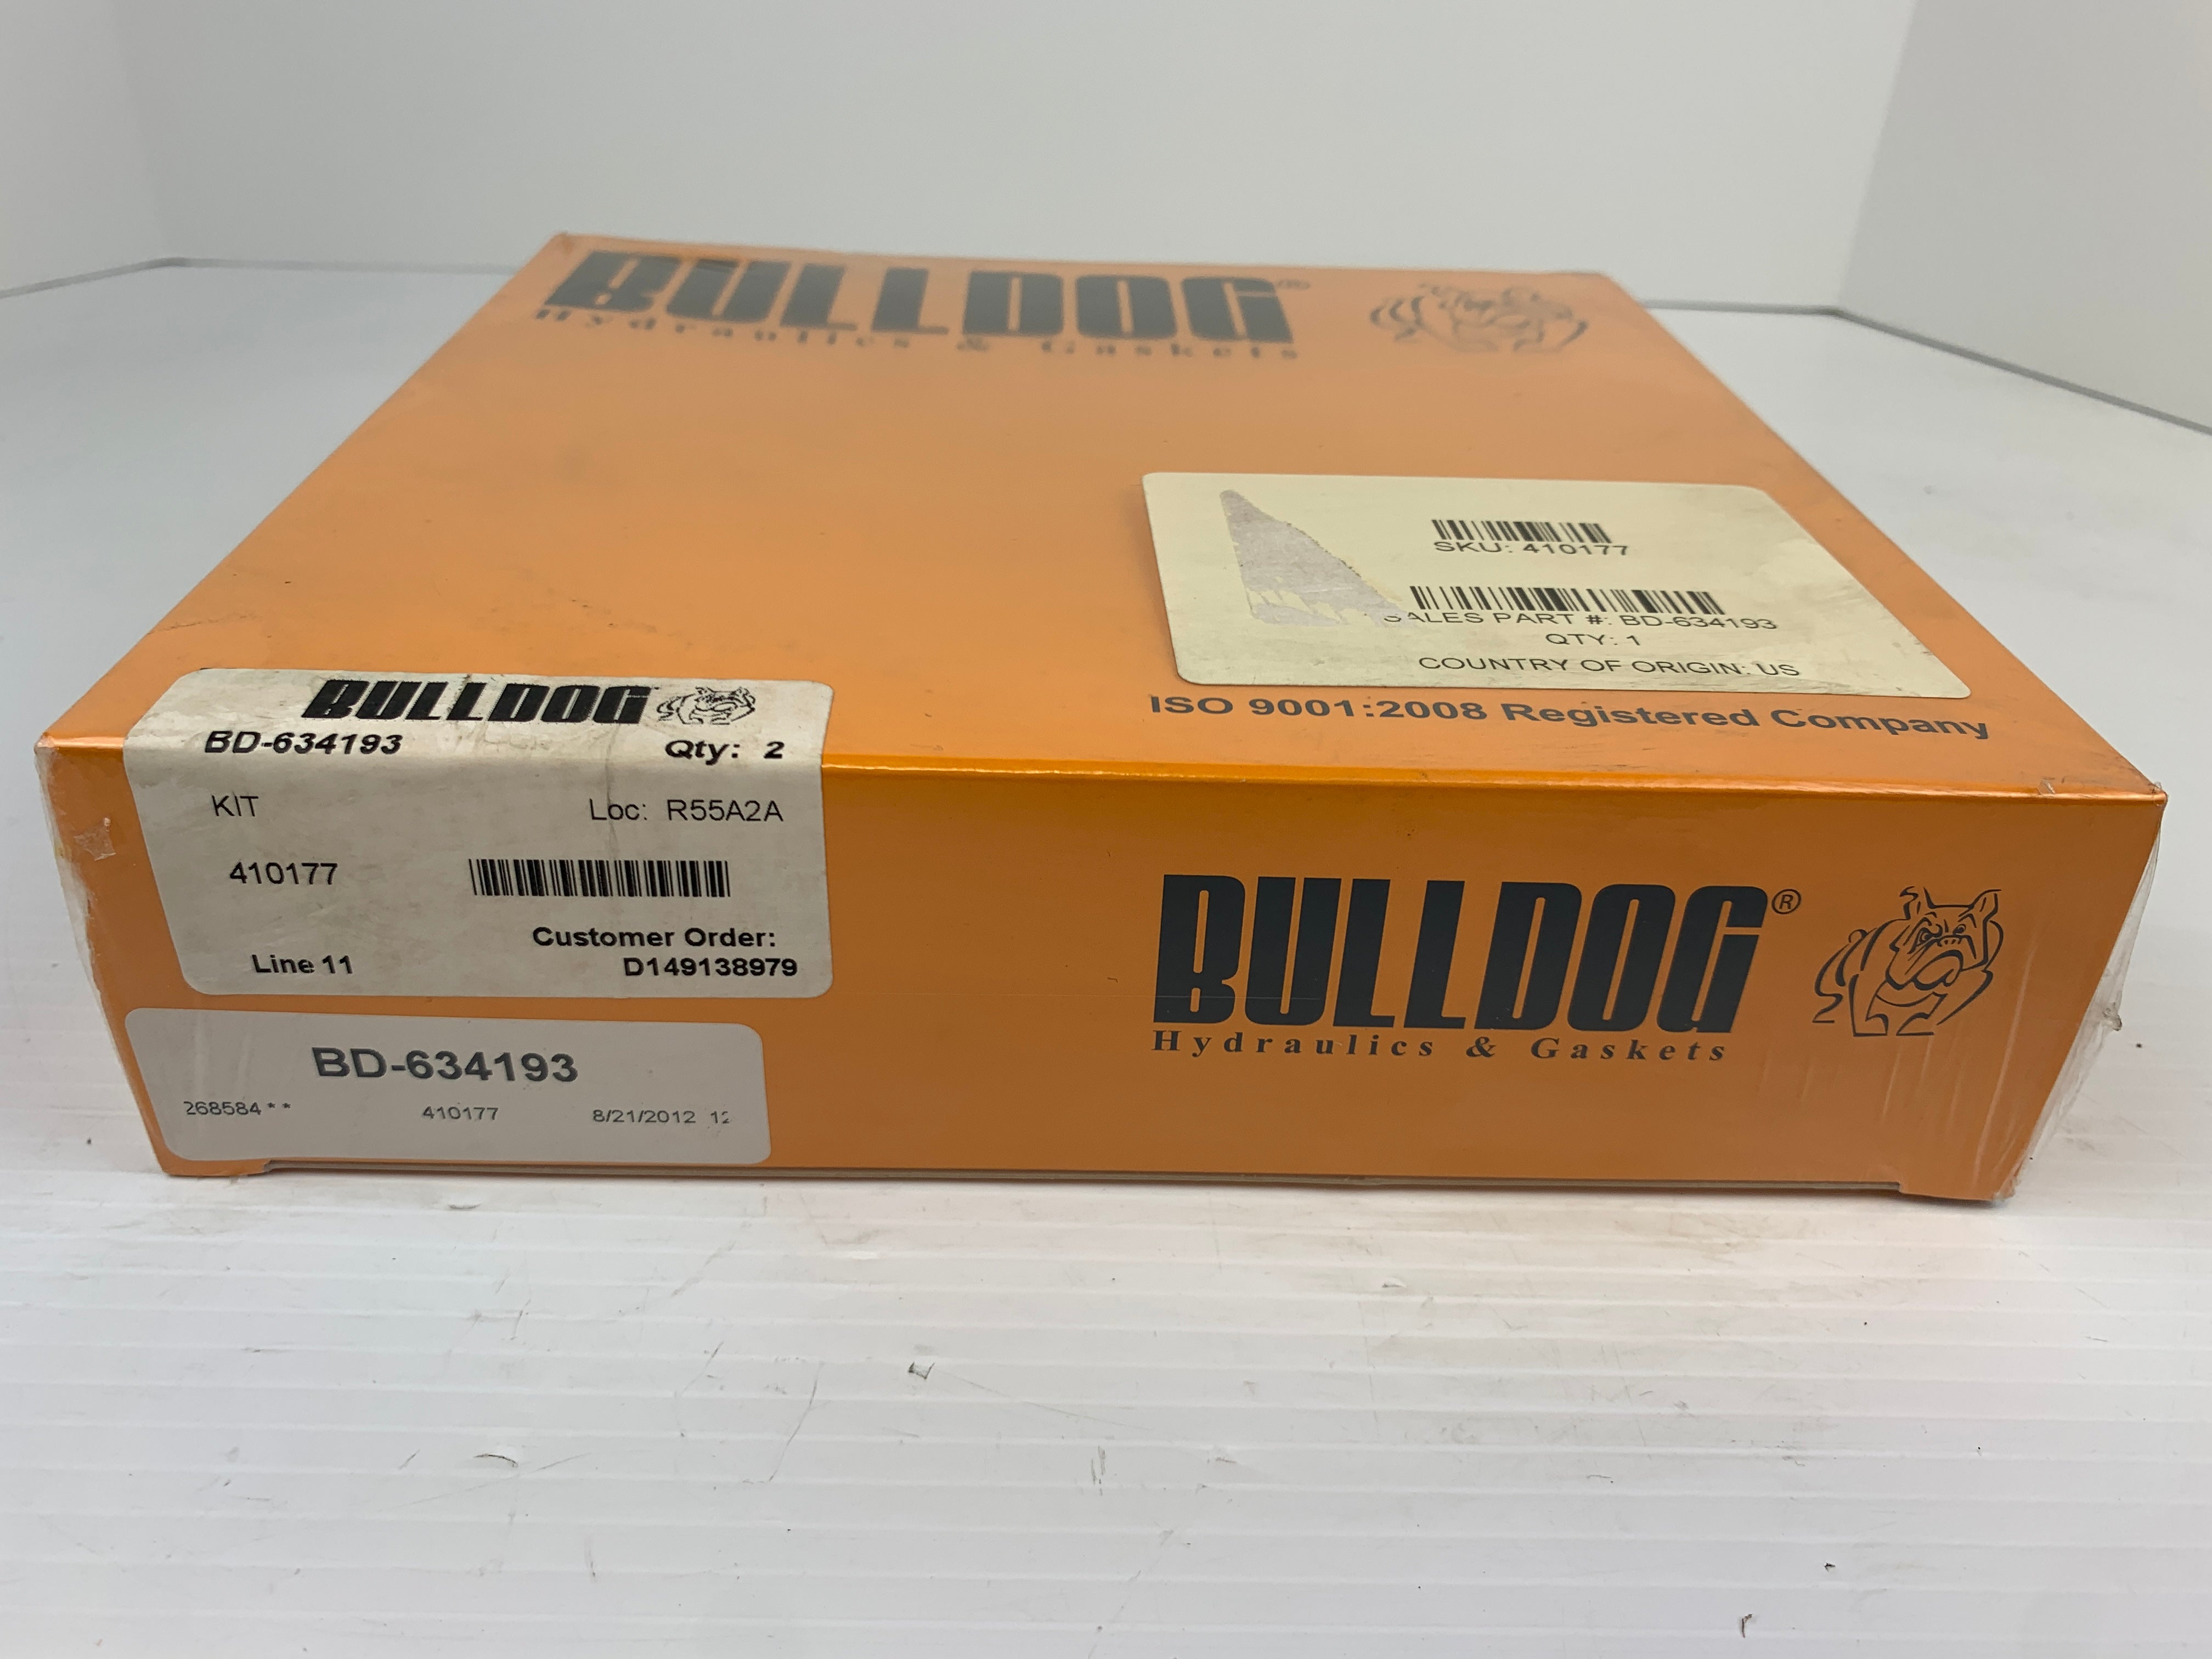 BULLDOG®
Hydraulics & Gaskets
SKU: 410177
SALES PART #: BD-634193
QTY: 1
COUNTRY OF ORIGIN: US
ISO 9001:2008 Registered Company
BULLDOG
BD-634193 Qty: 2
KIT Loc: R55A2A
410177
Customer Order:
Line 11 D149138979
BD-634193
268584** 410177 8/21/2012 12
BULLDOG®
Hydraulics & Gaskets